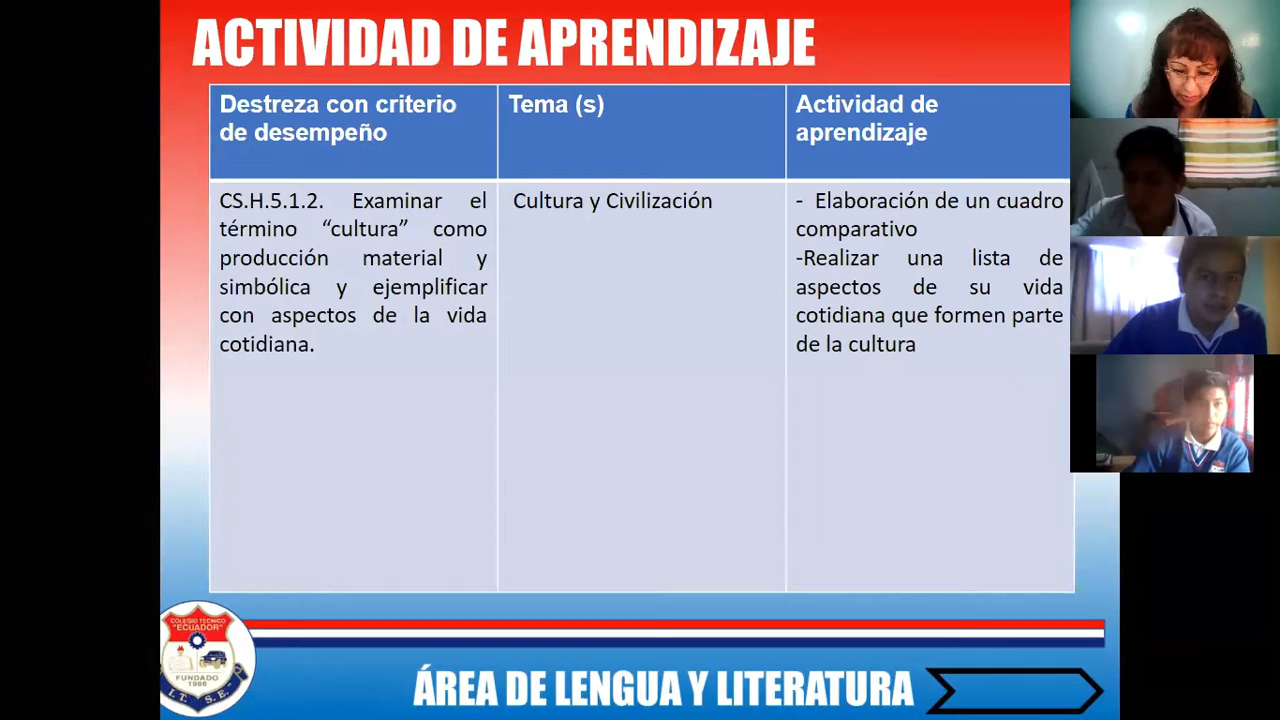 ACTIVIDAD DE APRENDIZAJE
Destreza con criterio
de desempeño
Tema (s)
Actividad de
aprendizaje
CS.H.5.1.2. Examinar el
término “cultura” como
producción material y
simbólica y ejemplificar
con aspectos de la vida
cotidiana.
Cultura y Civilización
- Elaboración de un cuadro
comparativo
-Realizar una lista de
aspectos de su vida
cotidiana que formen parte
de la cultura
COLEGIO TECNICO
"ECUADOR"
FUNDADO
1966
I.T. S.E.
ÁREA DE LENGUA Y LITERATURA